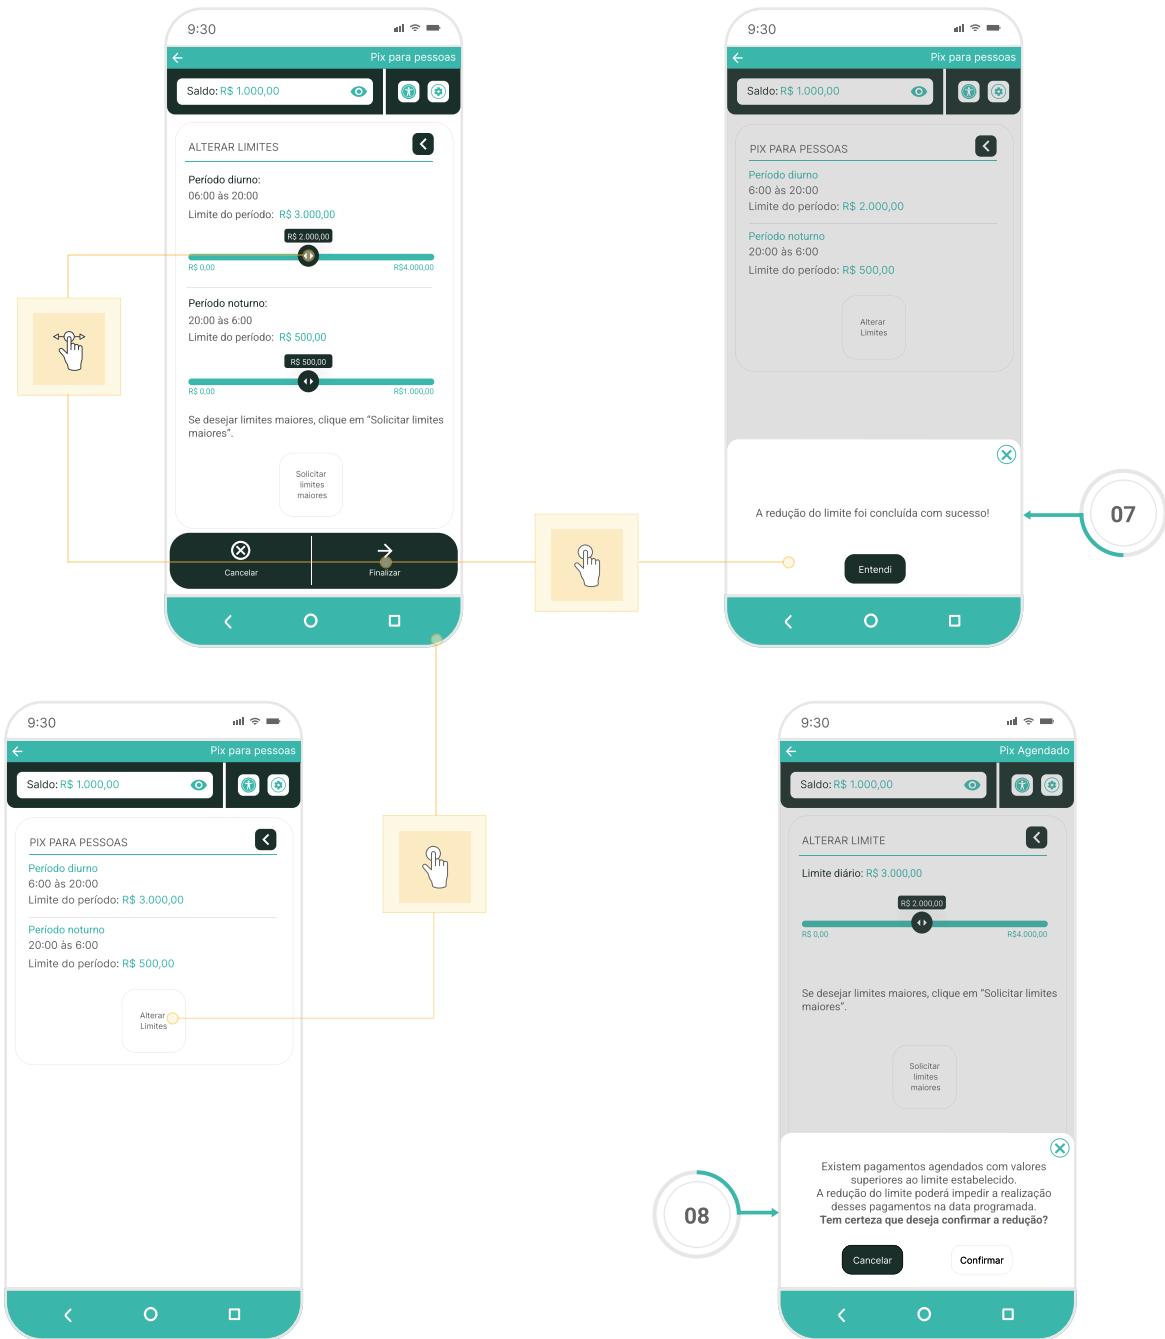 9:30
Pix para pessoas
Saldo: R$ 1.000,00
ALTERAR LIMITES
Período diurno:
06:00 às 20:00
Limite do período: R$ 3.000,00
R$ 2.000,00
R$ 0,00
R$4.000,00
Período noturno:
20:00 às 6:00
Limite do período: R$ 500,00
R$ 500,00
R$ 0,00
R$1.000,00
Se desejar limites maiores, clique em “Solicitar limites
maiores”.
Solicitar
limites
maiores
Cancelar
Finalizar
9:30
Pix para pessoas
Saldo: R$ 1.000,00
PIX PARA PESSOAS
Período diurno
6:00 às 20:00
Limite do período: R$ 2.000,00
Período noturno
20:00 às 6:00
Limite do período: R$ 500,00
Alterar
Limites
A redução do limite foi concluída com sucesso!
Entendi
07
9:30
Pix para pessoas
Saldo: R$ 1.000,00
PIX PARA PESSOAS
Período diurno
6:00 às 20:00
Limite do período: R$ 3.000,00
Período noturno
20:00 às 6:00
Limite do período: R$ 500,00
Alterar
Limites
9:30
Pix Agendado
Saldo: R$ 1.000,00
ALTERAR LIMITE
Limite diário: R$ 3.000,00
R$ 2.000,00
R$ 0,00
R$4.000,00
Se desejar limites maiores, clique em “Solicitar limites
maiores”.
Solicitar
limites
maiores
Existem pagamentos agendados com valores
superiores ao limite estabelecido.
A redução do limite poderá impedir a realização
desses pagamentos na data programada.
Tem certeza que deseja confirmar a redução?
Cancelar
Confirmar
08